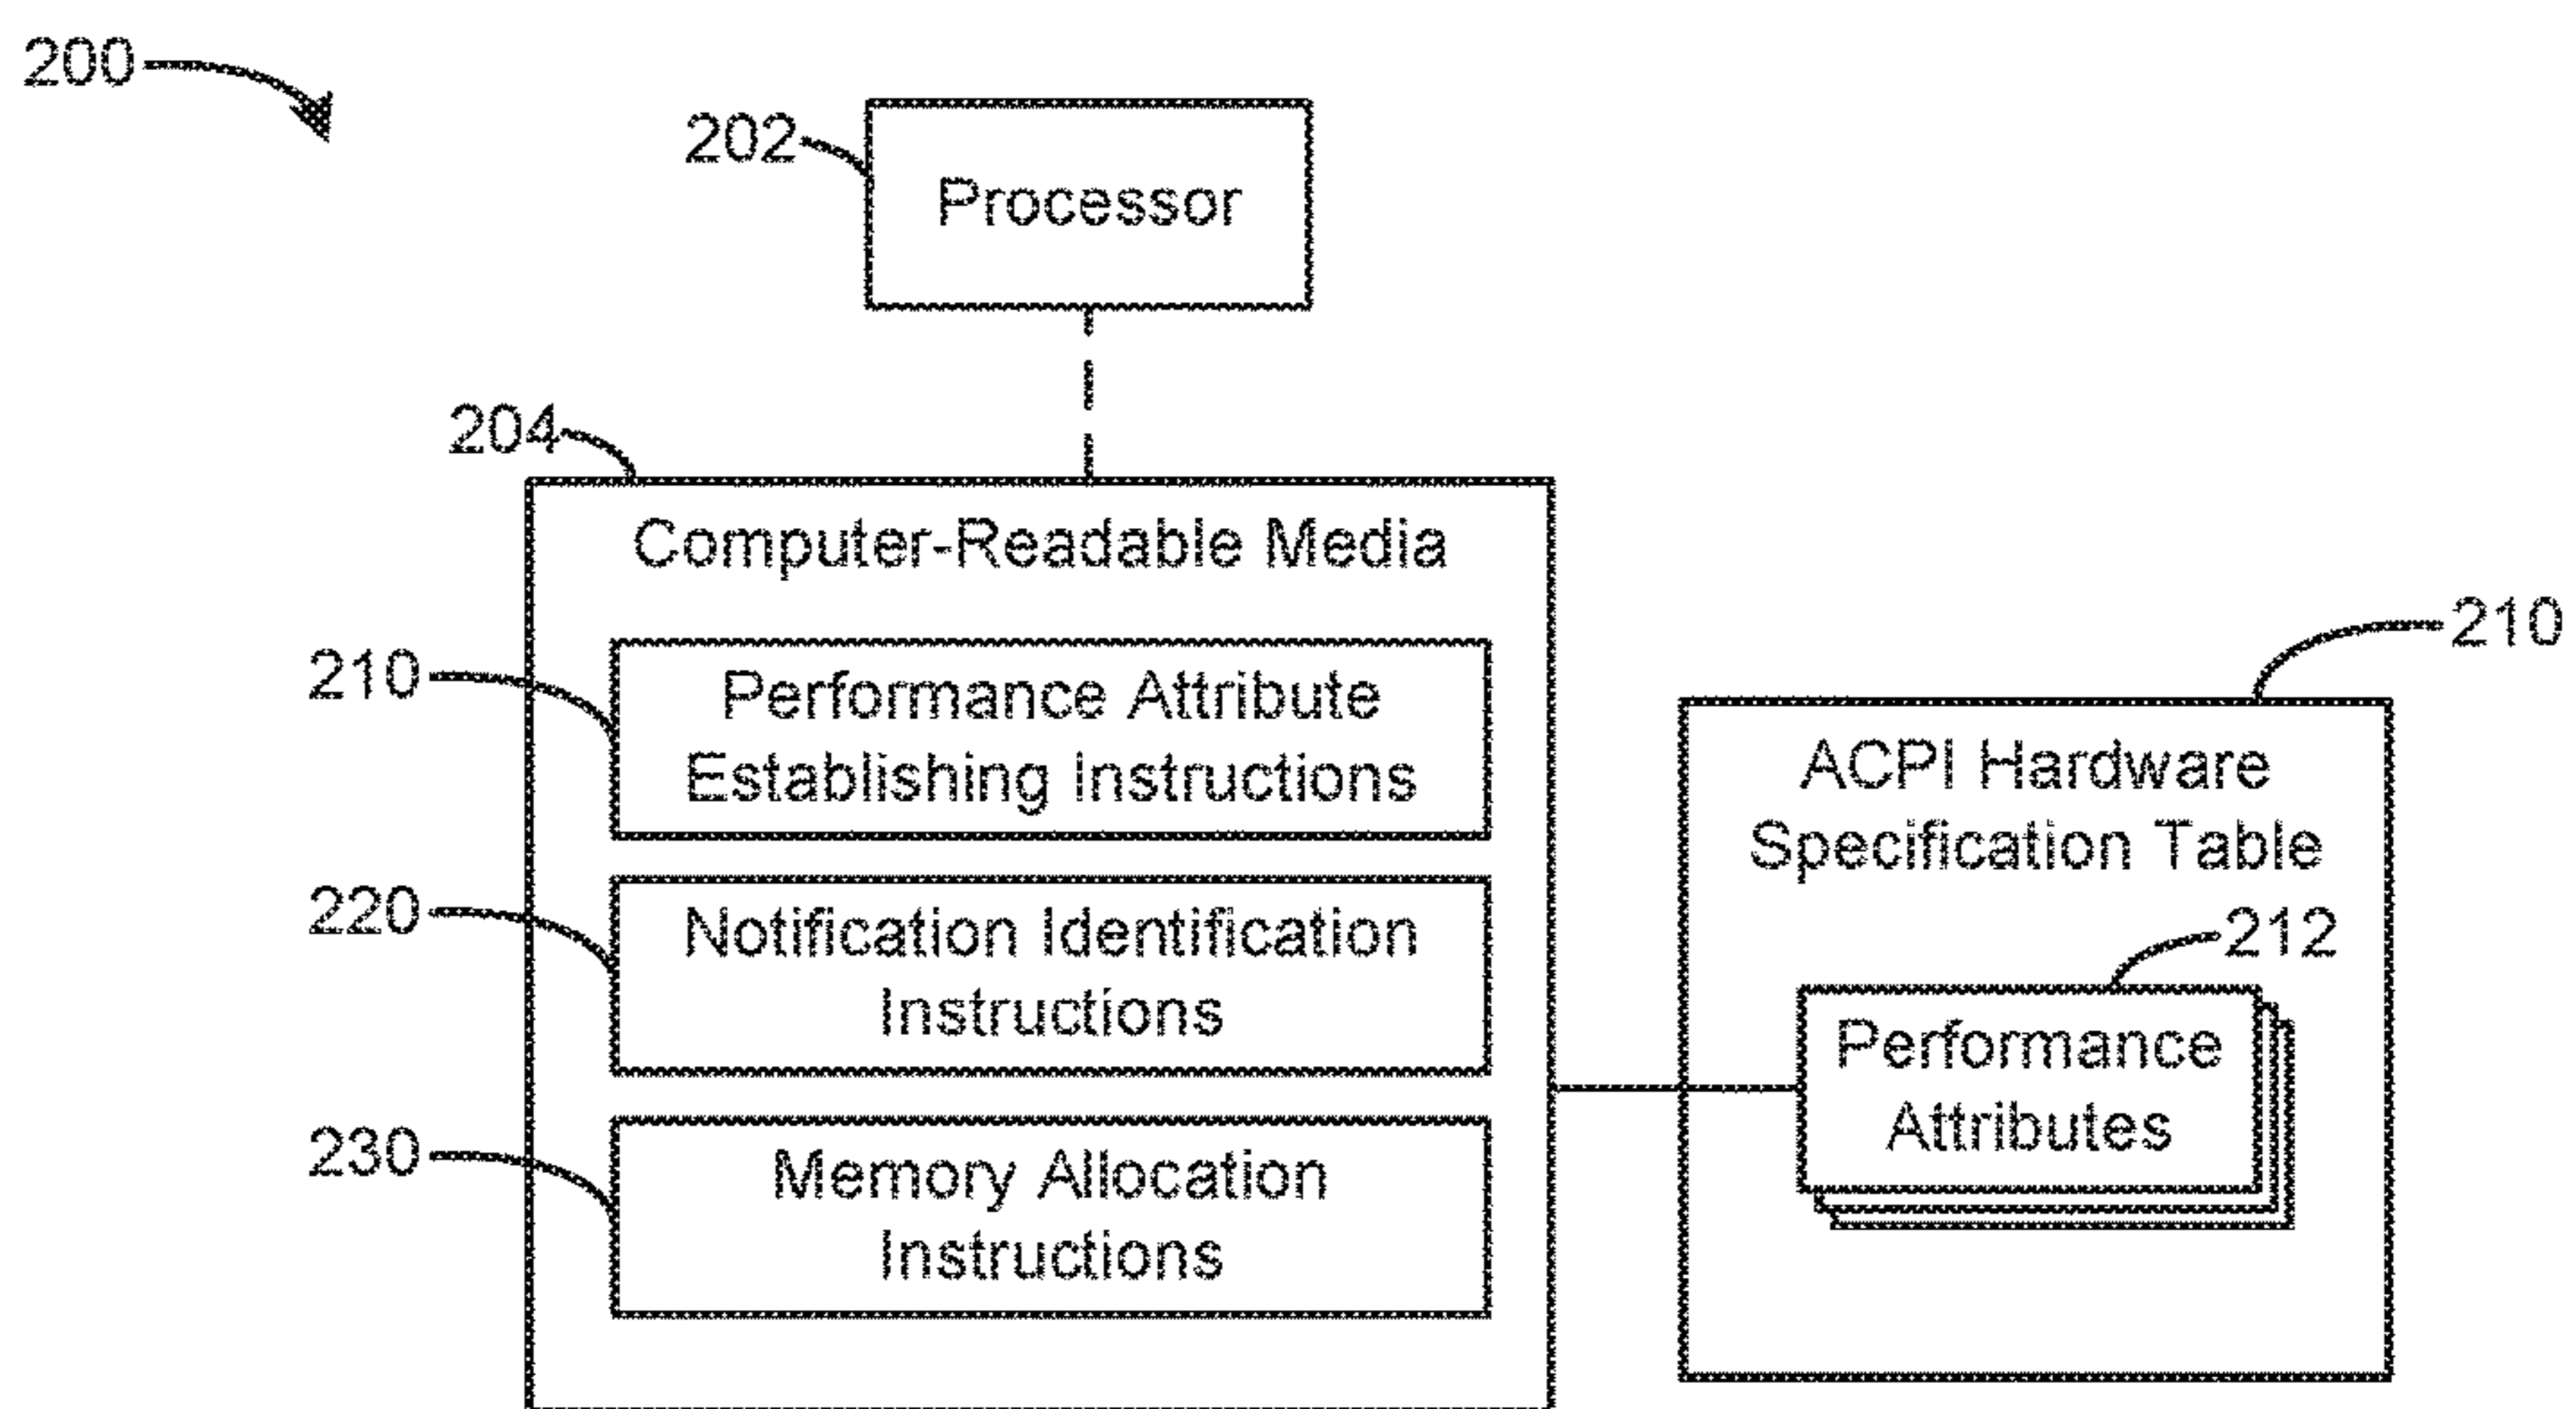 200
202
Processor
204
Computer-Readable Media
210
Performance Attribute
Establishing Instructions
220
Notification Identification
Instructions
230
Memory Allocation
Instructions
210
ACPI Hardware
Specification Table
212
Performance
Attributes